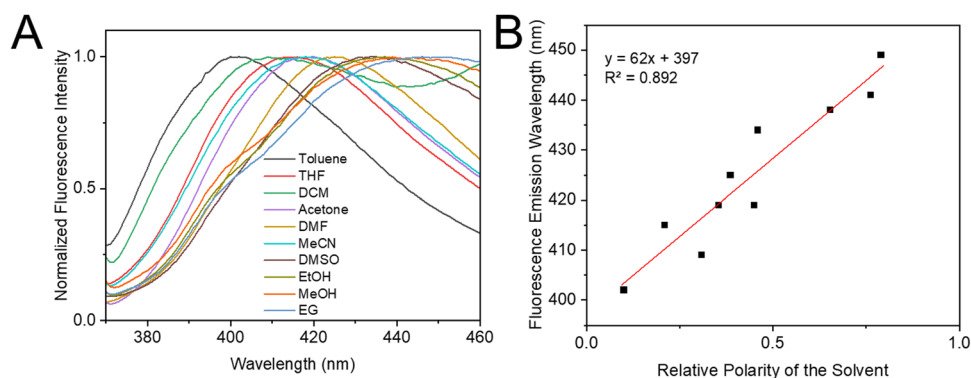 A
Normalized Fluorescence Intensity
1.0
0.5
0.0
380
400
420
440
460
Wavelength (nm)
Toluene
THF
DCM
Acetone
DMF
MeCN
DMSO
EtOH
MeOH
EG
B
Fluorescence Emission Wavelength (nm)
450
440
430
420
410
400
y = 62x + 397
R² = 0.892
0.0
0.5
1.0
Relative Polarity of the Solvent